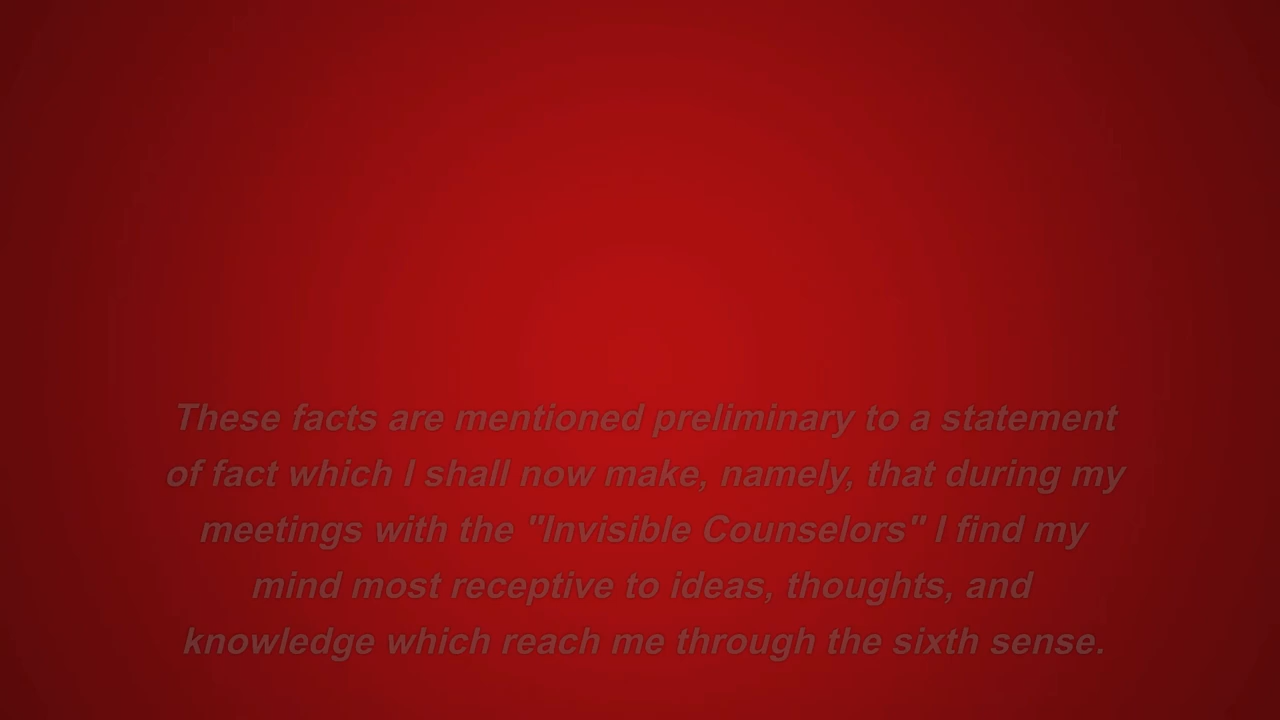 These facts are mentioned preliminary to a statement
of fact which I shall now make, namely, that during my
meetings with the "Invisible Counselors" I find my
mind most receptive to ideas, thoughts, and
knowledge which reach me through the sixth sense.